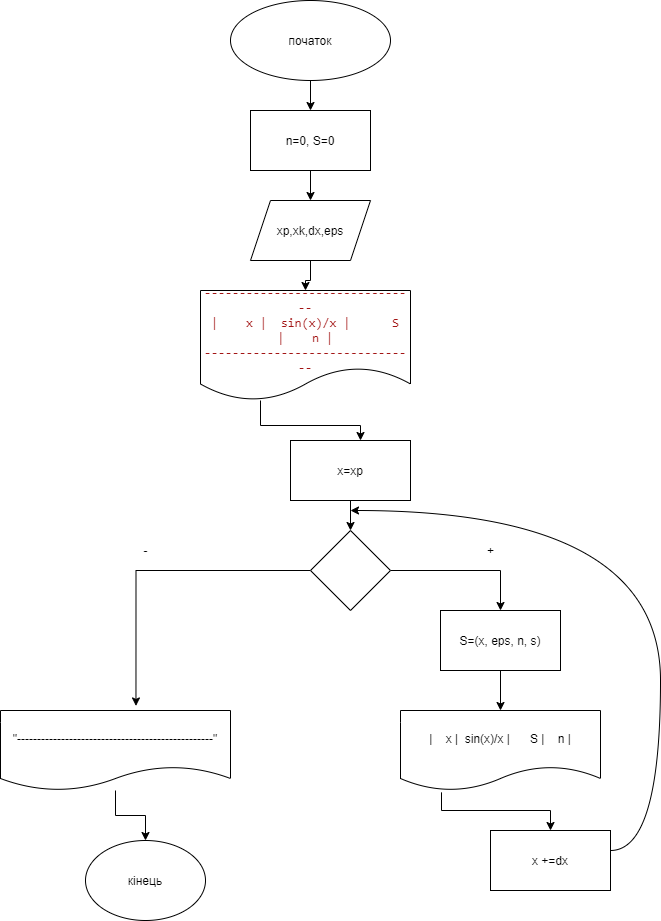 початок
n=0, S=0
xp,xk,dx,eps
----------------------------
--
|    x |  sin(x)/x |      S
|    n |
----------------------------
--
x=xp
-
+
S=(x, eps, n, s)
"-------------------------------------------------"
|    x |  sin(x)/x |      S |    n |
x +=dx
кінець